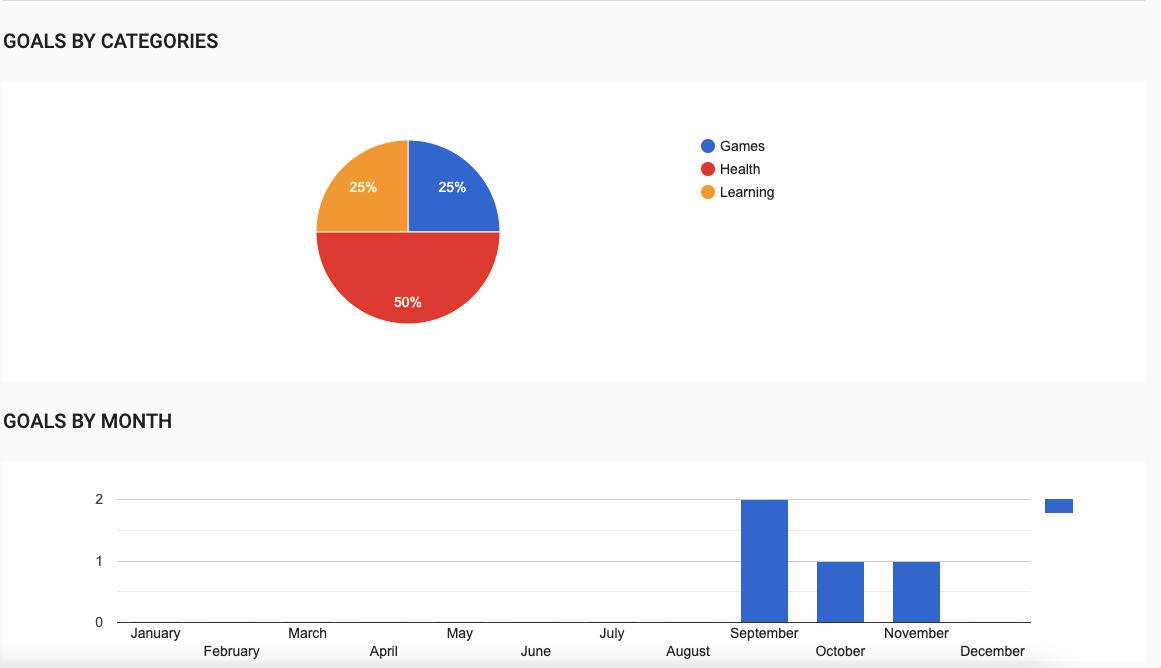 GOALS BY CATEGORIES
25% 25%
50%
Games
Health
Learning
GOALS BY MONTH
2
1
0
January February March April May June July August September October November December